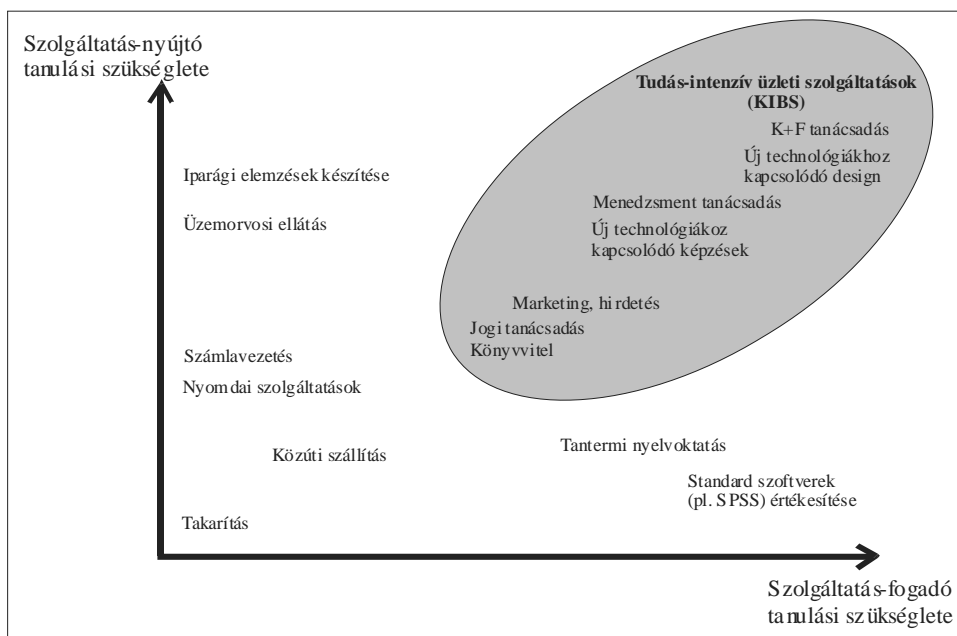 Szolgáltatás-nyújtó
tanulási szükséglete
Tudás-intenzív üzleti szolgáltatások
(KIBS)
K+F tanácsadás
Új technológiákhoz
kapcsolódó design
Iparági elemzések készítése
Menedzsment tanácsadás
Üzemorvosi ellátás
Új technológiákoz
kapcsolódó képzések
Marketing, hirdetés
Jogi tanácsadás
Könyvvitel
Számlavezetés
Nyomdai szolgáltatások
Közúti szállítás
Tantermi nyelvoktatás
Standard szoftverek
(pl. SPSS) értékesítése
Takarítás
Szolgáltatás-fogadó
tanulási szükséglete